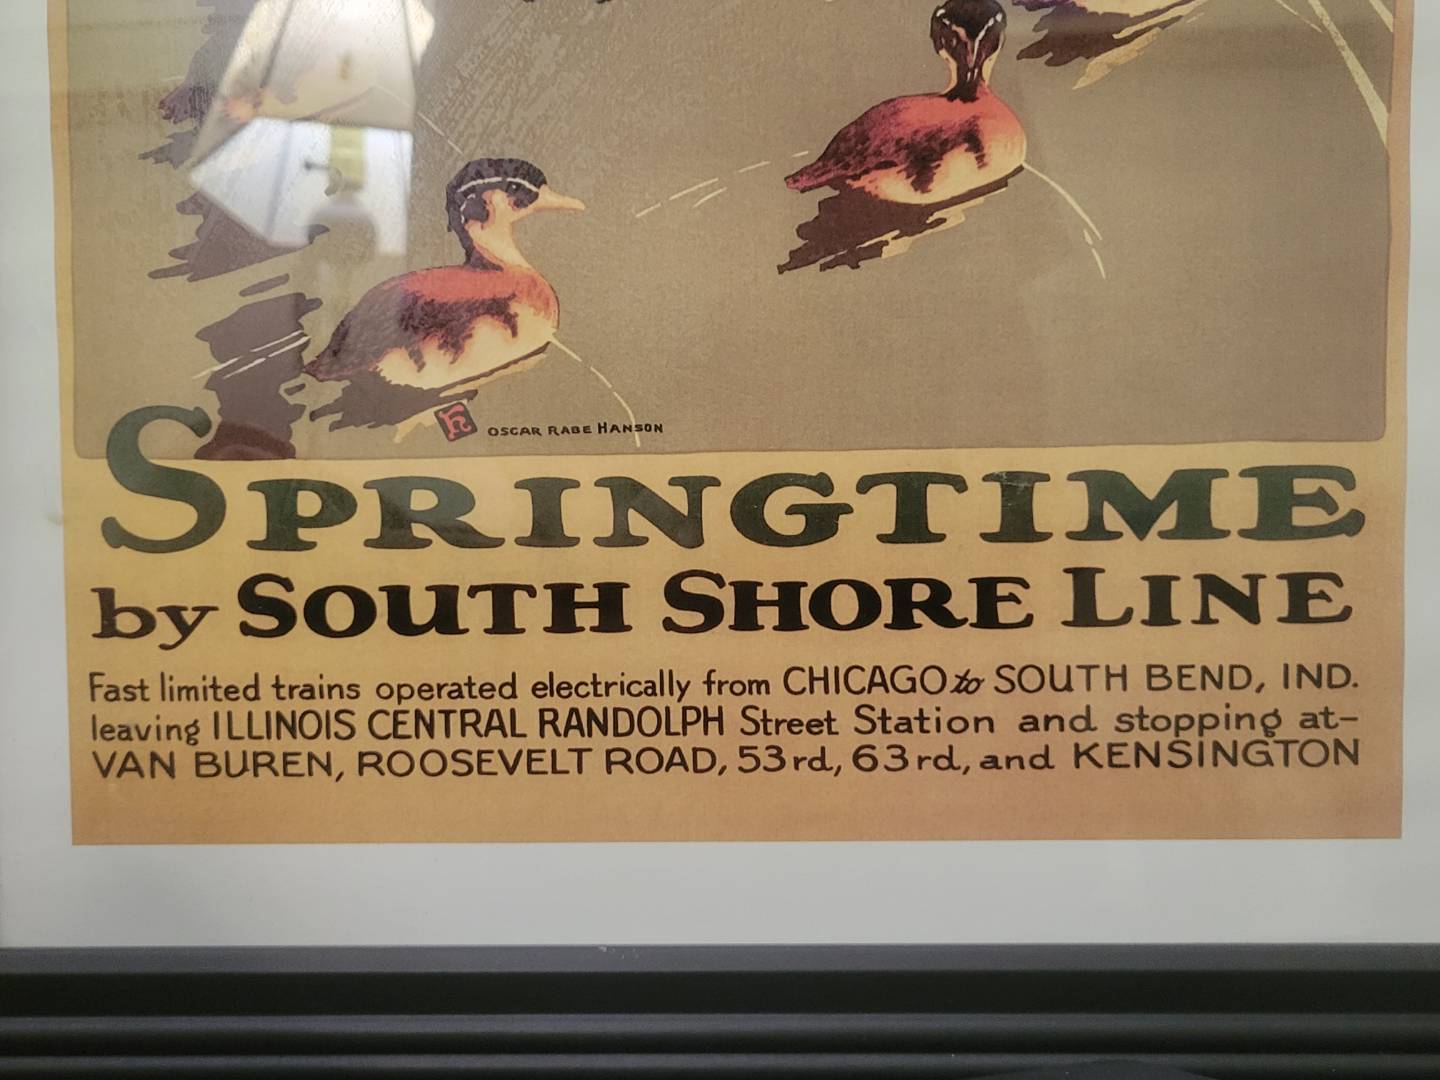 OSCAR RABE HANSON
SPRINGTIME
by SOUTH SHORE LINE
Fast limited trains operated electrically from CHICAGO to SOUTH BEND, IND.
leaving ILLINOIS CENTRAL RANDOLPH Street Station and stopping at-
VAN BUREN, ROOSEVELT ROAD, 53rd, 63rd, and KENSINGTON